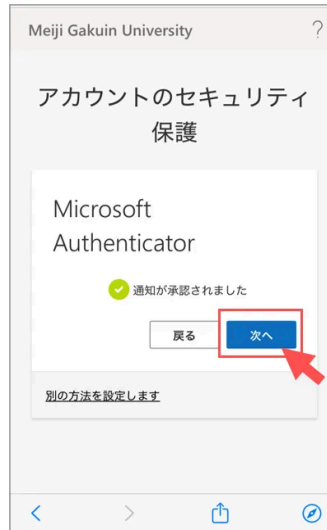 Meiji Gakuin University
?
アカウントのセキュリティ
保護
Microsoft
Authenticator
通知が承認されました
戻る
次へ
別の方法を設定します